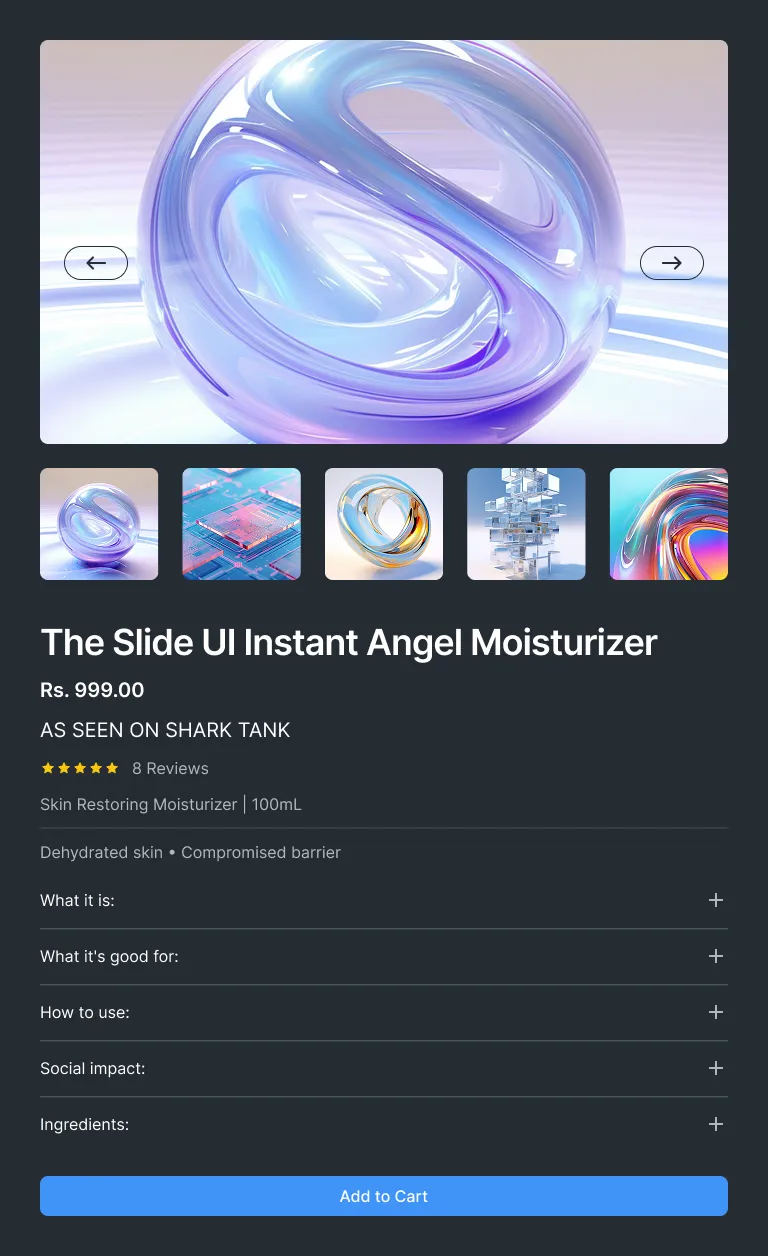 The Slide UI Instant Angel Moisturizer
Rs. 999.00
AS SEEN ON SHARK TANK
8 Reviews
Skin Restoring Moisturizer | 100mL
Dehydrated skin • Compromised barrier
What it is:
What it's good for:
How to use:
Social impact:
Ingredients:
Add to Cart